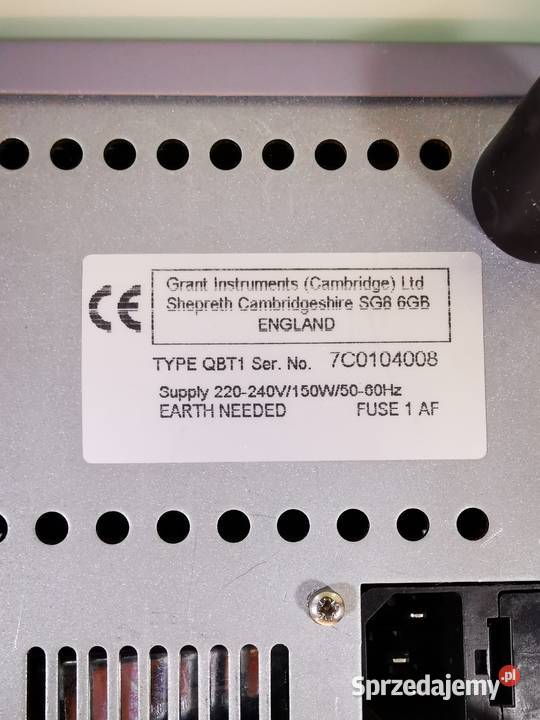 CE
Grant Instruments (Cambridge) Ltd
Shepreth Cambridgeshire SG8 6GB
ENGLAND
TYPE QBT1 Ser. No. 7C0104008
Supply 220-240V/150W/50-60Hz
EARTH NEEDED FUSE 1 AF
Sprzedajemy.pl